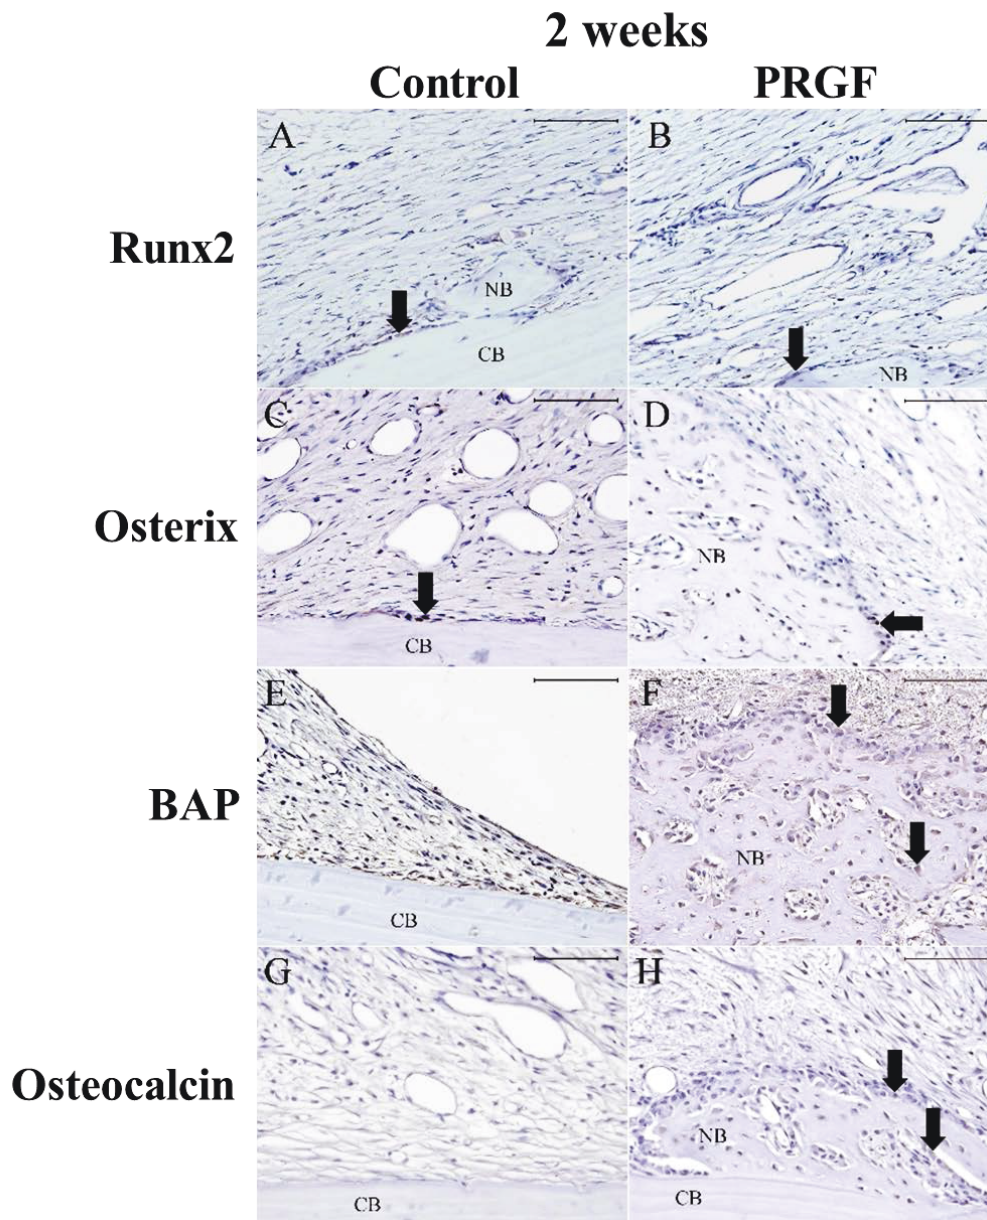 2 weeks
Control PRGF
Runx2
A
NB
CB
B
NB
Osterix
C
CB
D
NB
BAP
E
CB
F
NB
Osteocalcin
G
CB
H
NB
CB